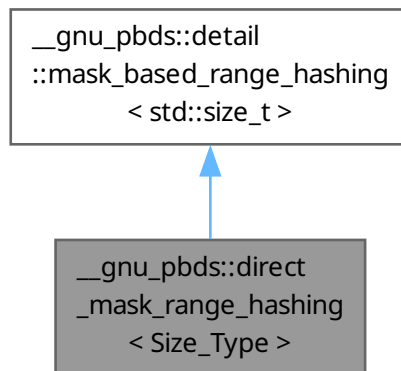 __gnu_pbds::detail
::mask_based_range_hashing
< std::size_t >
__gnu_pbds::direct
_mask_range_hashing
< Size_Type >